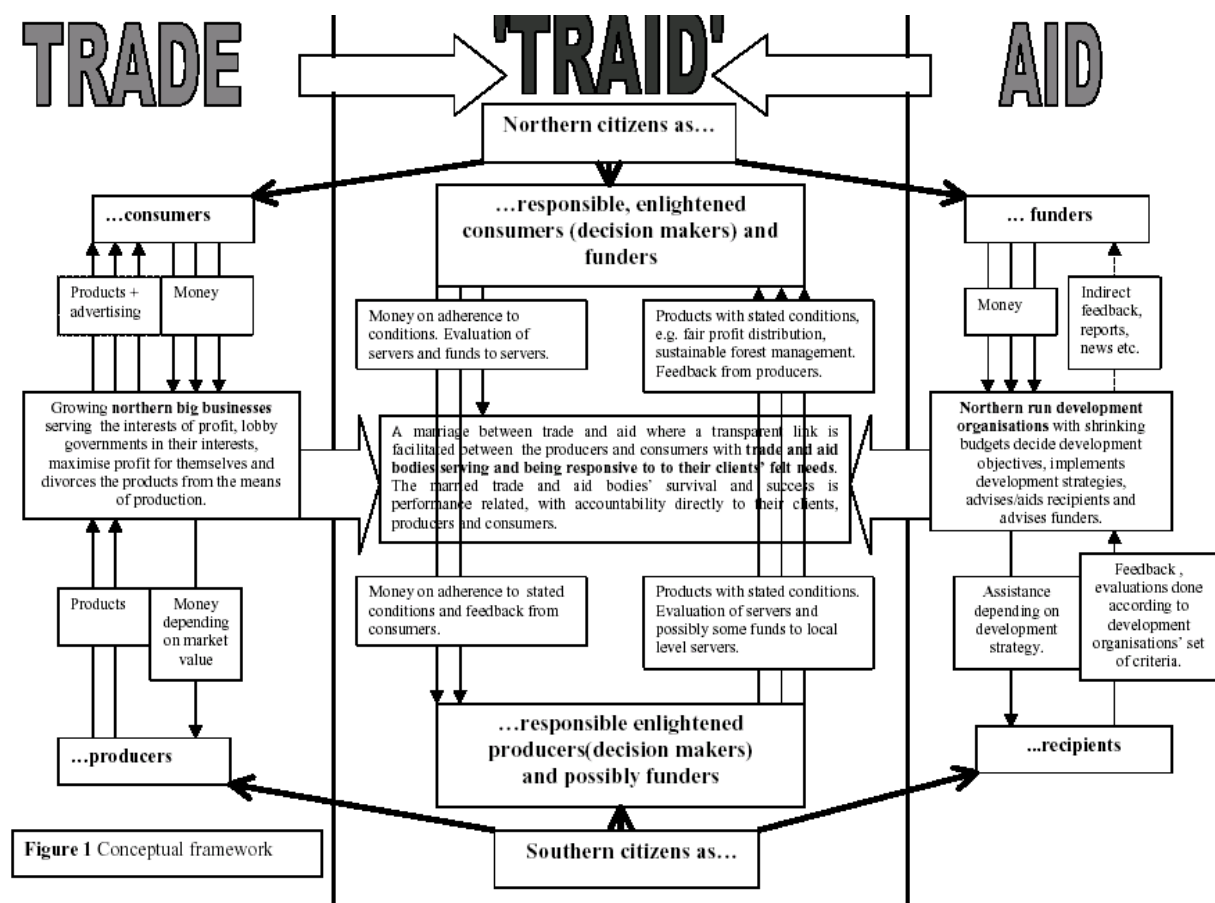 TRADE
'TRAID'
AID
Northern citizens as…
…consumers
…responsible, enlightened
consumers (decision makers) and
funders
… funders
Products +
advertising
Money
Money on adherence to
conditions. Evaluation of
servers and funds to servers.
Products with stated conditions,
e.g. fair profit distribution,
sustainable forest management.
Feedback from producers.
Money
Indirect
feedback,
reports,
news etc.
Growing northern big businesses
serving the interests of profit, lobby
governments in their interests,
maximise profit for themselves and
divorces the products from the means
of production.
A marriage between trade and aid where a transparent link is
facilitated between the producers and consumers with trade and aid
bodies serving and being responsive to to their clients' felt needs.
The married trade and aid bodies' survival and success is
performance related, with accountability directly to their clients,
producers and consumers.
Northern run development
organisations with shrinking
budgets decide development
objectives, implements
development strategies,
advises/aids recipients and
advises funders.
Products
Money
depending
on market
value
Money on adherence to stated
conditions and feedback from
consumers.
Products with stated conditions.
Evaluation of servers and
possibly some funds to local
level servers.
Assistance
depending on
development
strategy.
Feedback ,
evaluations done
according to
development
organisations' set
of criteria.
…producers
…responsible enlightened
producers(decision makers)
and possibly funders
...recipients
Southern citizens as…
Figure 1 Conceptual framework